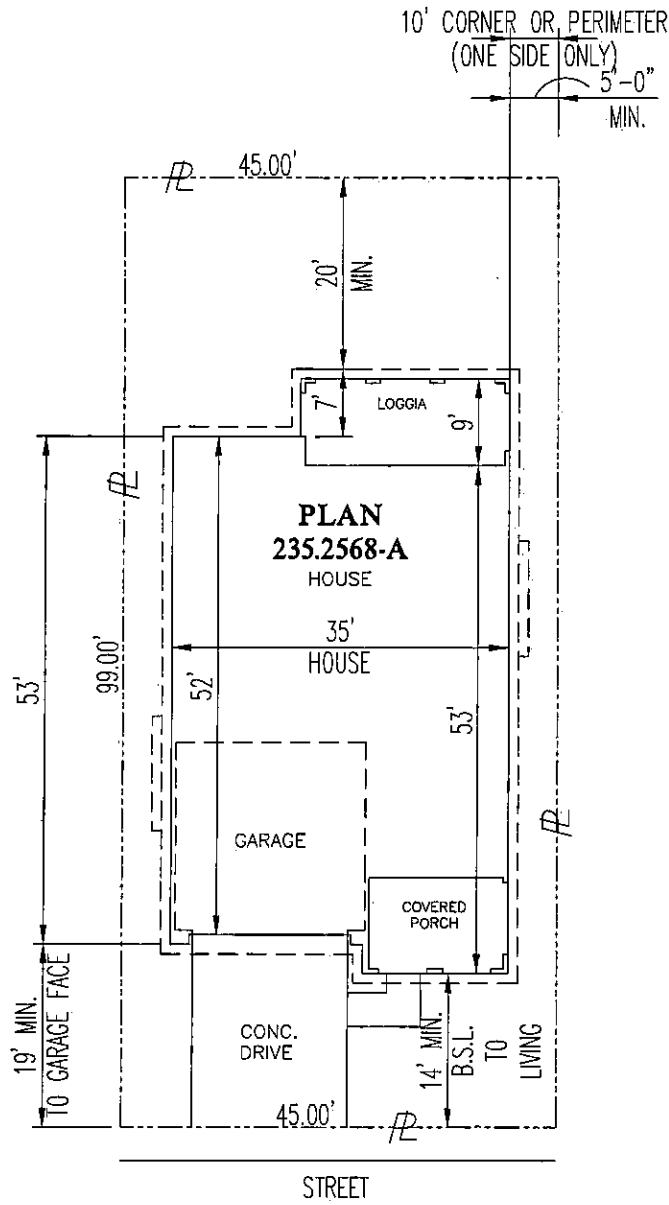 10' CORNER OR PERIMETER
(ONE SIDE ONLY)
5'-0"
MIN.
PL 45.00'
20'
MIN.
7'
LOGGIA
9'
PL
PLAN
235.2568-A
HOUSE
35'
HOUSE
99.00'
53'
52'
53'
PL
GARAGE
COVERED
PORCH
19' MIN.
TO GARAGE FACE
CONC.
DRIVE
14' MIN.
B.S.L.
TO
LIVING
45.00' PL
STREET